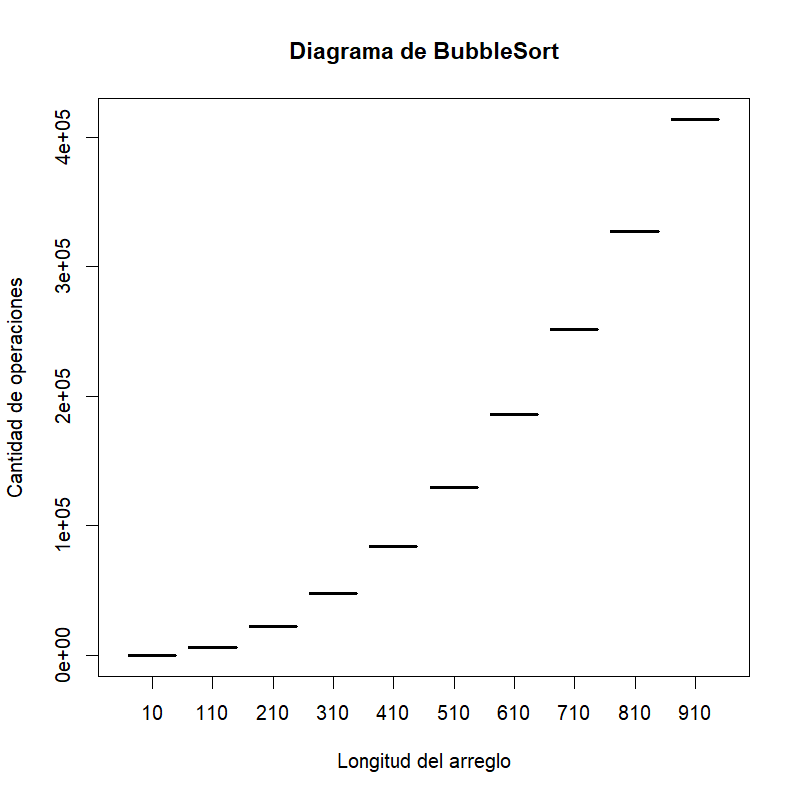 Diagrama de BubbleSort
Cantidad de operaciones
4e+05
3e+05
2e+05
1e+05
0e+00
10 110 210 310 410 510 610 710 810 910
Longitud del arreglo